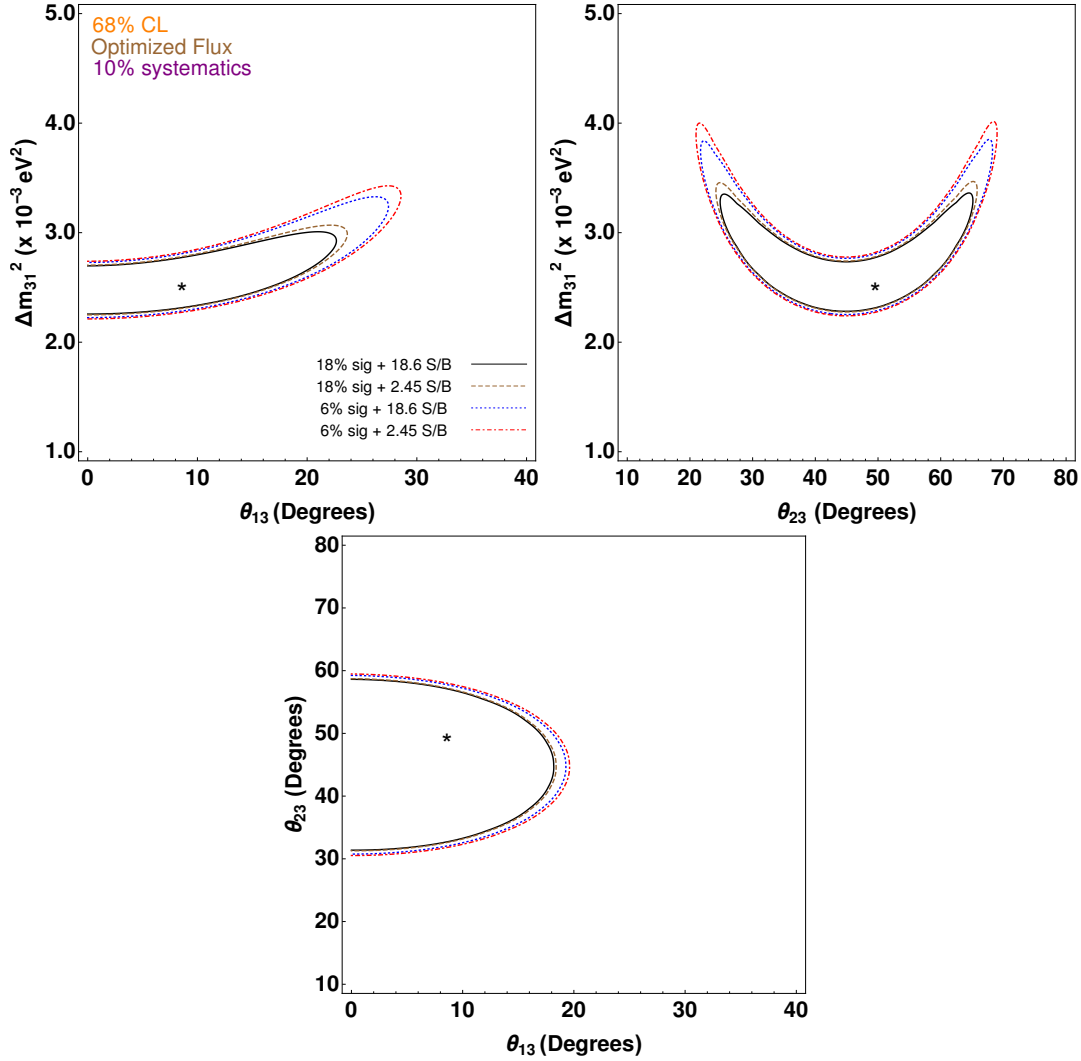 68% CL
Optimized Flux
10% systematics
5.0
4.0
3.0
2.0
1.0
Δm₃₁² (x 10⁻³ eV²)
*
18% sig + 18.6 S/B
18% sig + 2.45 S/B
6% sig + 18.6 S/B
6% sig + 2.45 S/B
0 10 20 30 40
θ₁₃ (Degrees)
5.0
4.0
3.0
2.0
1.0
Δm₃₁² (x 10⁻³ eV²)
*
10 20 30 40 50 60 70 80
θ₂₃ (Degrees)
80
70
60
50
40
30
20
10
θ₂₃ (Degrees)
*
0 10 20 30 40
θ₁₃ (Degrees)